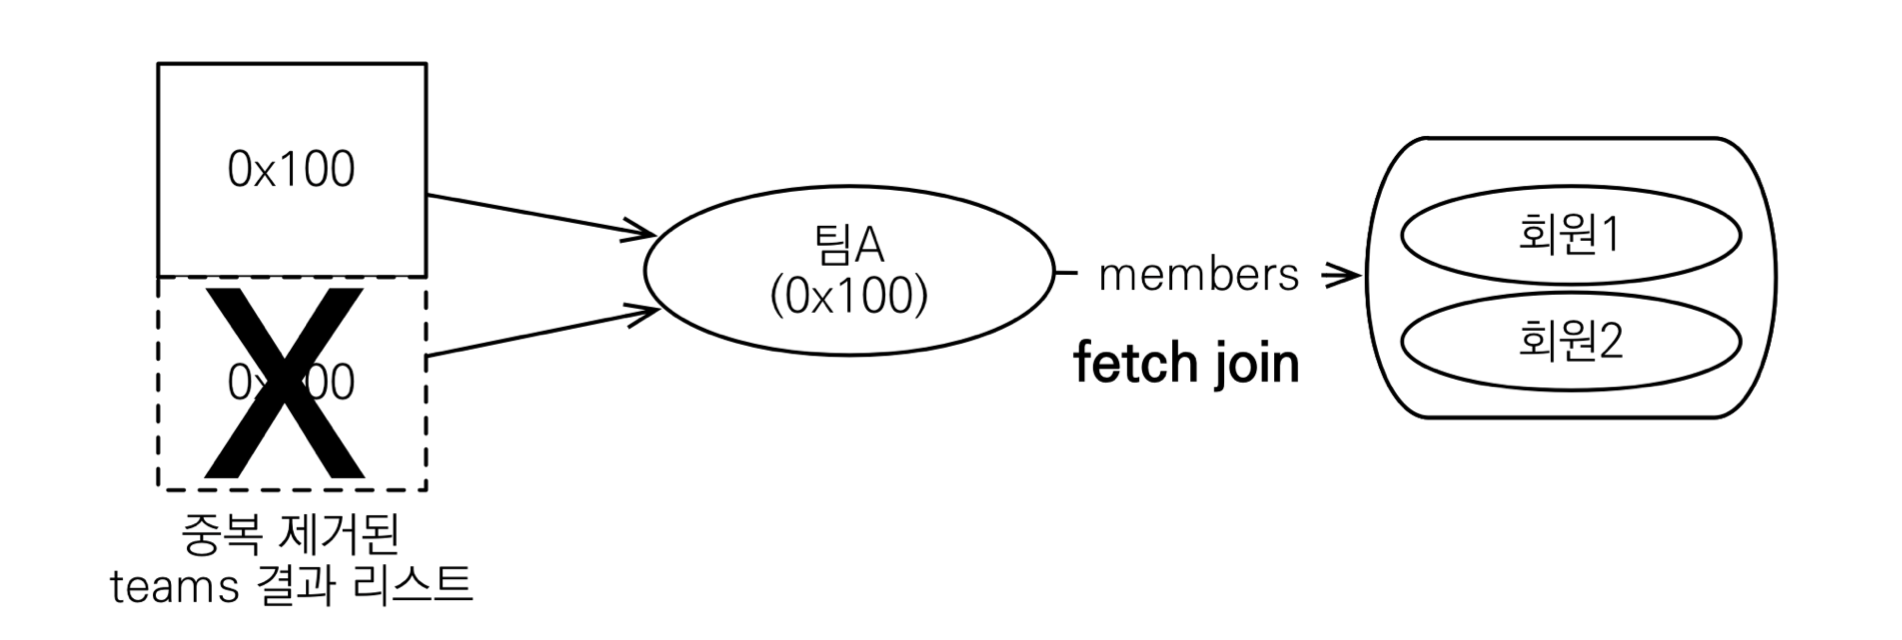 0x100
팀A
(0x100)
members
fetch join
회원1
회원2
중복 제거된
teams 결과 리스트